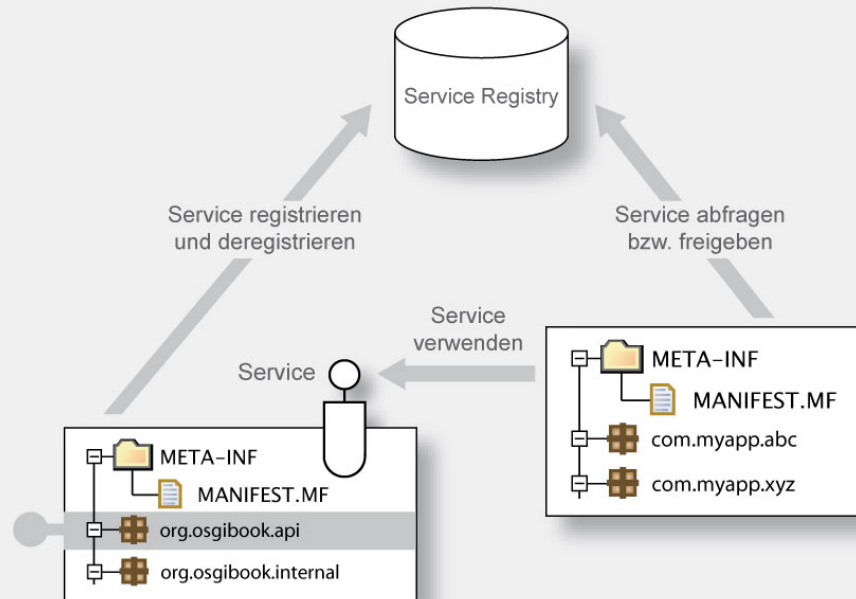 Service Registry
Service registrieren
und deregistrieren
Service abfragen
bzw. freigeben
Service
verwenden
Service
META-INF
MANIFEST.MF
com.myapp.abc
com.myapp.xyz
META-INF
MANIFEST.MF
org.osgibook.api
org.osgibook.internal